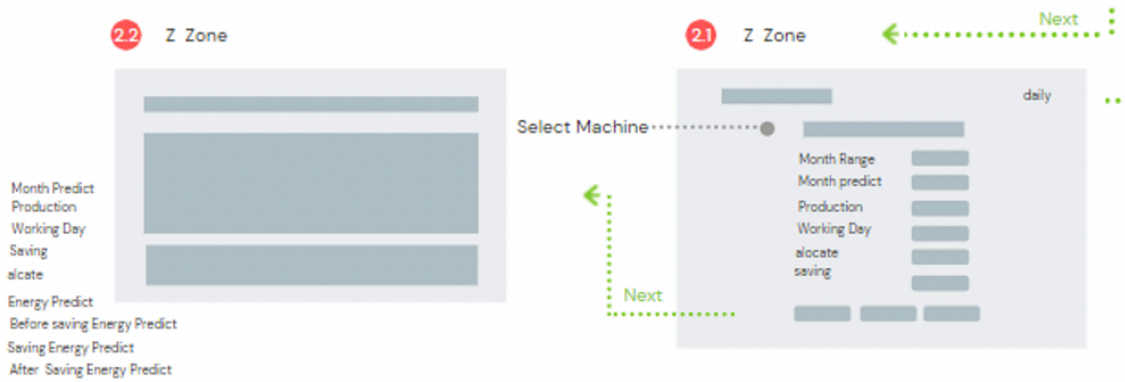 2.2 Z Zone
2.1 Z Zone
Next
daily
Select Machine
Month Range
Month predict
Production
Working Day
alocate
saving
Next
Month Predict
Production
Working Day
Saving
alcate
Energy Predict
Before saving Energy Predict
Saving Energy Predict
After Saving Energy Predict